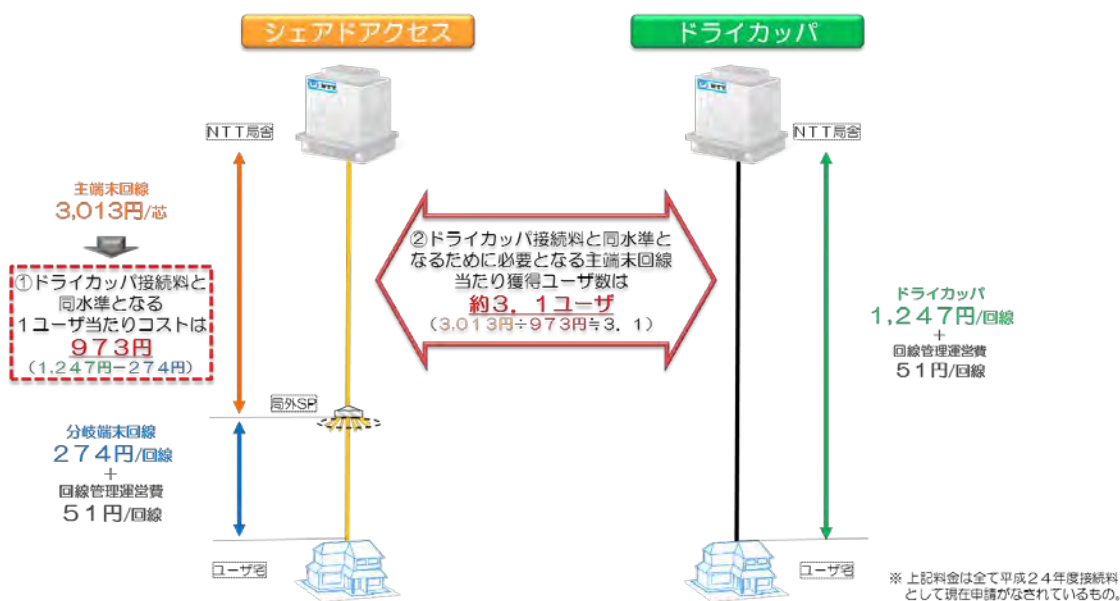 シェアドアクセス
ドライカッパ
NTT
NTT
NTT局舎
NTT局舎
主端末回線
3,013円/芯
①ドライカッパ接続料と
同水準となる
1ユーザ当たりコストは
973円
(1,247円−274円)
②ドライカッパ接続料と同水準と
なるために必要となる主端末回線
当たり獲得ユーザ数は
約3.1ユーザ
(3,013円÷973円≒3.1)
ドライカッパ
1,247円/回線
+
回線管理運営費
51円/回線
局外SP
分岐端末回線
274円/回線
+
回線管理運営費
51円/回線
ユーザ宅
ユーザ宅
※ 上記料金は全て平成24年度接続料
として現在申請がなされているもの。